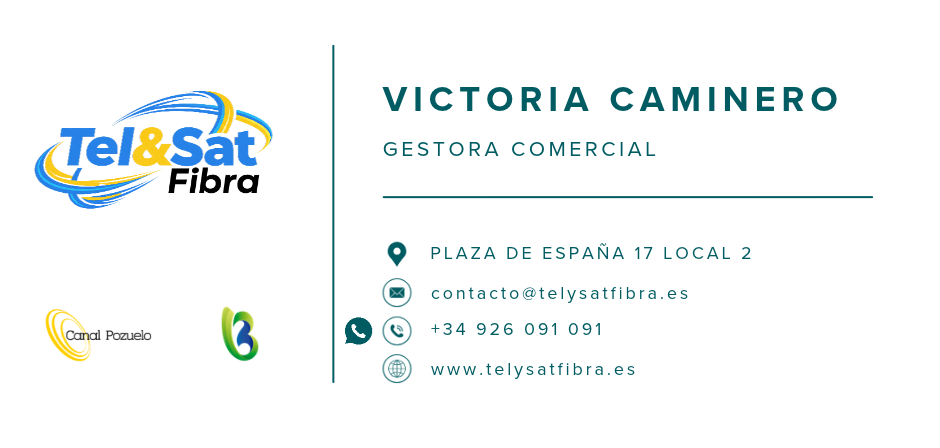 Tel&Sat
Fibra
Canal Pozuelo
VICTORIA CAMINERO
GESTORA COMERCIAL
PLAZA DE ESPAÑA 17 LOCAL 2
contacto@telysatfibra.es
+34 926 091 091
www.telysatfibra.es